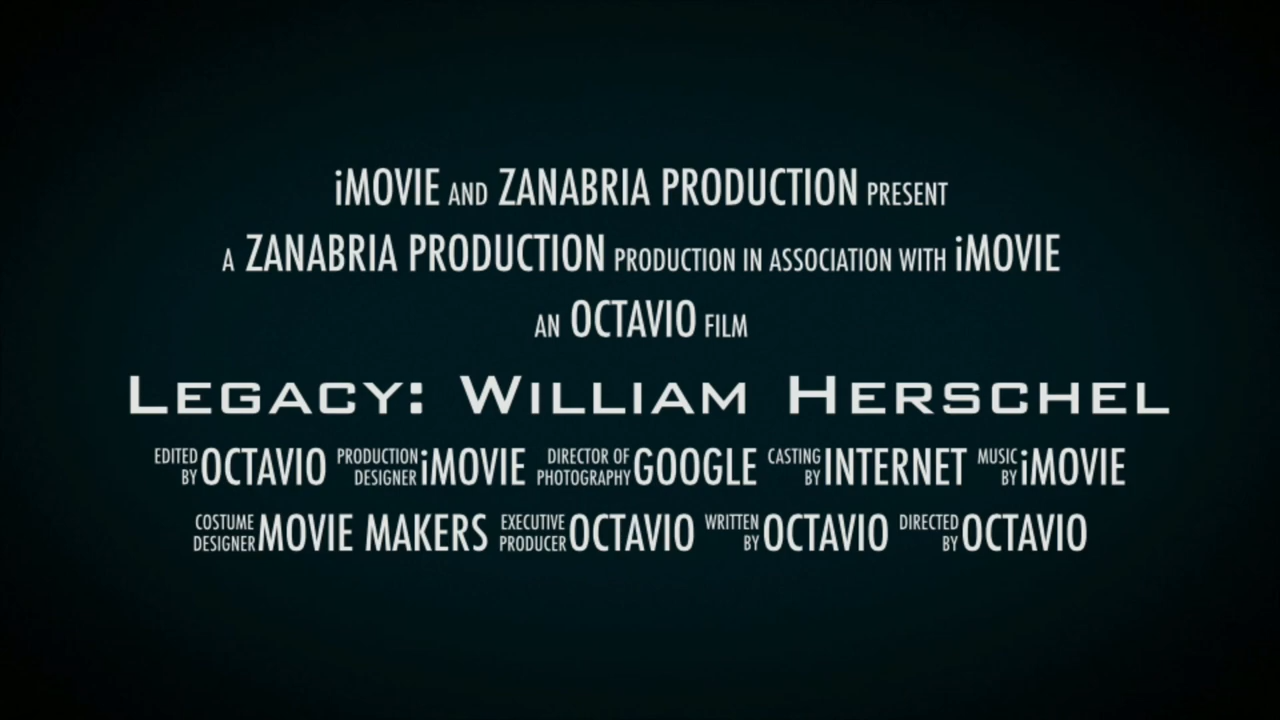 iMOVIE AND ZANABRIA PRODUCTION PRESENT
A ZANABRIA PRODUCTION PRODUCTION IN ASSOCIATION WITH iMOVIE
AN OCTAVIO FILM
LEGACY: WILLIAM HERSCHEL
EDITED BY OCTAVIO PRODUCTION DESIGNER iMOVIE DIRECTOR OF PHOTOGRAPHY GOOGLE CASTING BY INTERNET MUSIC BY iMOVIE
COSTUME DESIGNER MOVIE MAKERS EXECUTIVE PRODUCER OCTAVIO WRITTEN BY OCTAVIO DIRECTED BY OCTAVIO